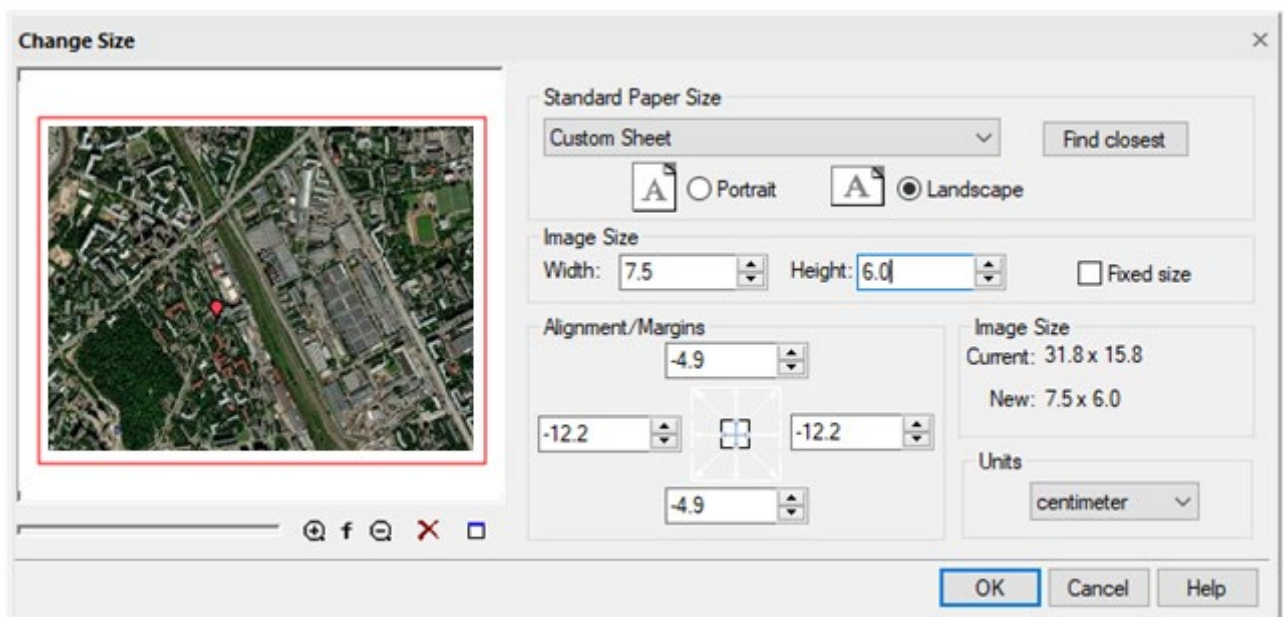 Change Size
Standard Paper Size
Custom Sheet
Find closest
A Portrait
A Landscape
Image Size
Width: 7.5 Height: 6.0 Fixed size
Alignment/Margins
-4.9
-12.2 -12.2
-4.9
Image Size
Current: 31.8 x 15.8
New: 7.5 x 6.0
Units
centimeter
f
OK Cancel Help